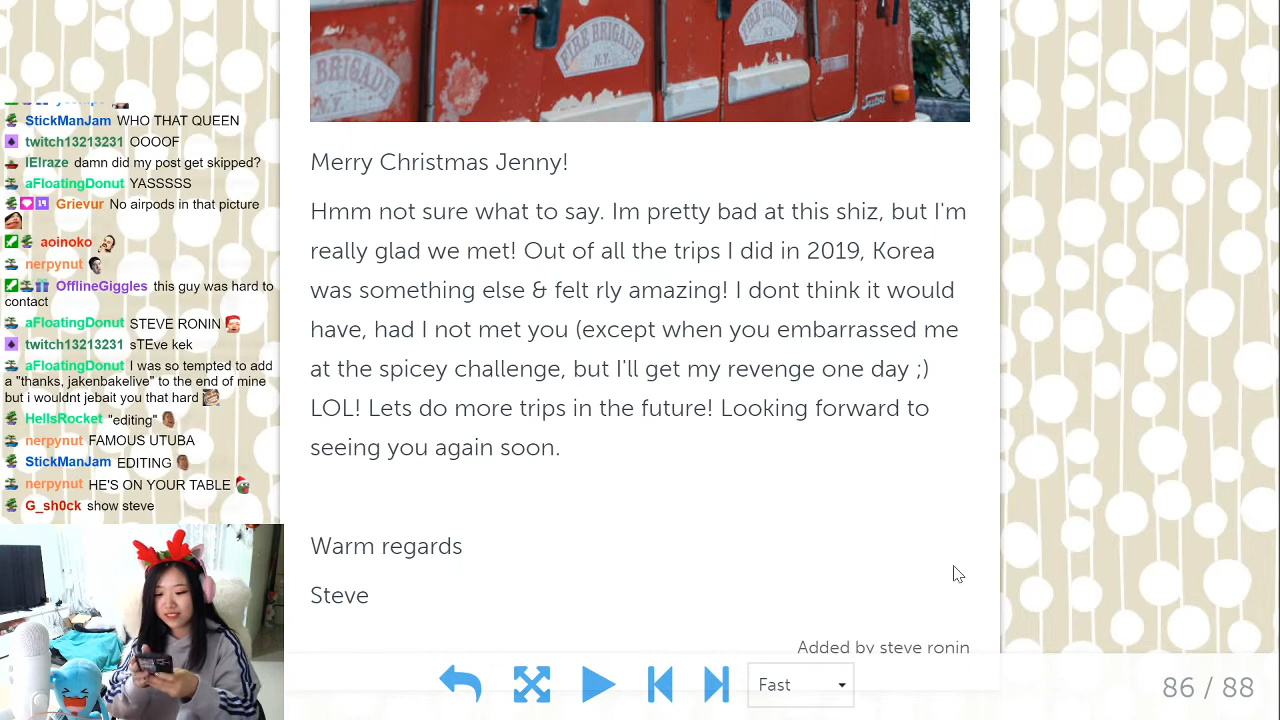 FIRE BRIGADE
N.Y.
FIRE BRIGADE
N.Y.
BRIGADE
N.Y.
StickManJam WHO THAT QUEEN
twitch13213231 OOOOF
lElraze damn did my post get skipped?
aFloatingDonut YASSSSS
Grievur No airpods in that picture
aoinoko
nerpynut
OfflineGiggles this guy was hard to
contact
aFloatingDonut STEVE RONIN
twitch13213231 sTEve kek
aFloatingDonut I was so tempted to add
a "thanks, jakenbakelive" to the end of mine
but i wouldnt jebait you that hard
HellsRocket "editing"
nerpynut FAMOUS UTUBA
StickManJam EDITING
nerpynut HE'S ON YOUR TABLE
G_sh0ck show steve
Merry Christmas Jenny!
Hmm not sure what to say. Im pretty bad at this shiz, but I'm
really glad we met! Out of all the trips I did in 2019, Korea
was something else & felt rly amazing! I dont think it would
have, had I not met you (except when you embarrassed me
at the spicey challenge, but I'll get my revenge one day ;)
LOL! Lets do more trips in the future! Looking forward to
seeing you again soon.
Warm regards
Steve
Added by steve ronin
Fast
86 / 88